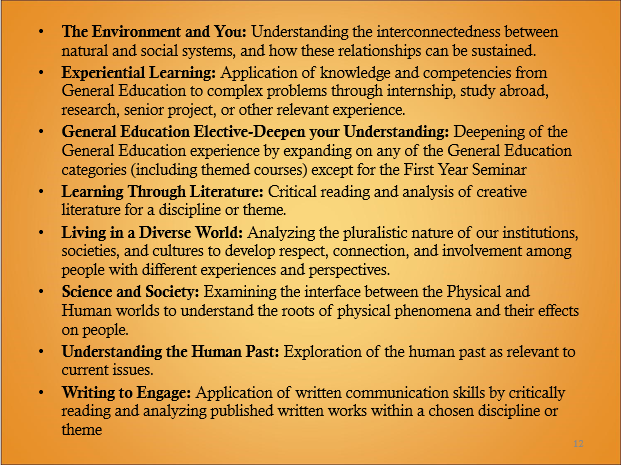 • The Environment and You: Understanding the interconnectedness between
natural and social systems, and how these relationships can be sustained.
• Experiential Learning: Application of knowledge and competencies from
General Education to complex problems through internship, study abroad,
research, senior project, or other relevant experience.
• General Education Elective-Deepen your Understanding: Deepening of the
General Education experience by expanding on any of the General Education
categories (including themed courses) except for the First Year Seminar
• Learning Through Literature: Critical reading and analysis of creative
literature for a discipline or theme.
• Living in a Diverse World: Analyzing the pluralistic nature of our institutions,
societies, and cultures to develop respect, connection, and involvement among
people with different experiences and perspectives.
• Science and Society: Examining the interface between the Physical and
Human worlds to understand the roots of physical phenomena and their effects
on people.
• Understanding the Human Past: Exploration of the human past as relevant to
current issues.
• Writing to Engage: Application of written communication skills by critically
reading and analyzing published written works within a chosen discipline or
theme
12